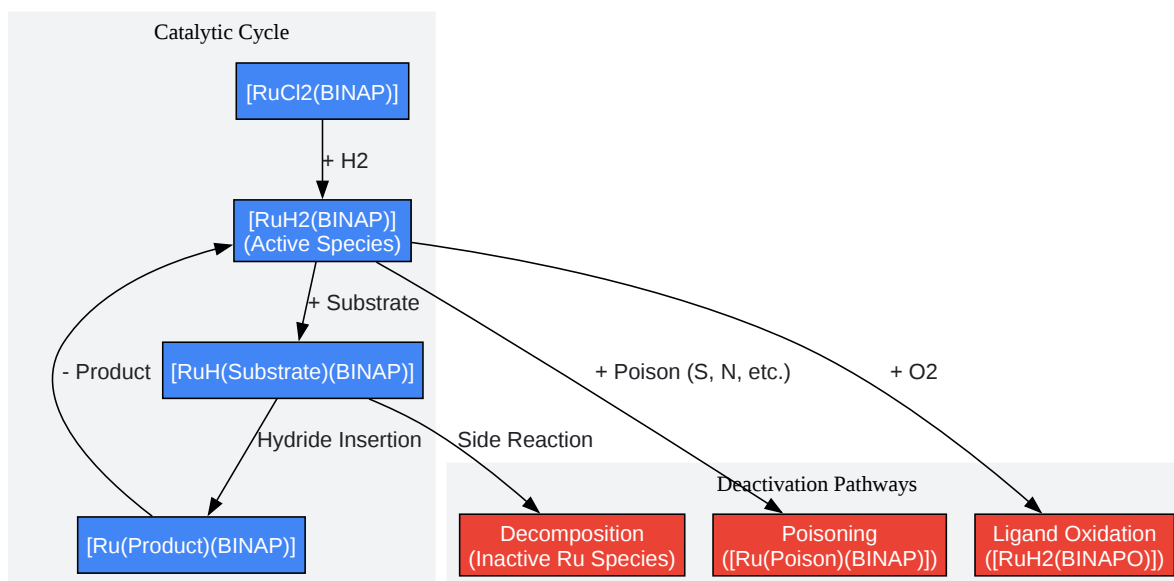 Catalytic Cycle
[RuCl2(BINAP)]
+ H2
[RuH2(BINAP)]
(Active Species)
+ Substrate
- Product
[RuH(Substrate)(BINAP)]
+ Poison (S, N, etc.)
+ O2
Hydride Insertion
Side Reaction
Deactivation Pathways
[Ru(Product)(BINAP)]
Decomposition
(Inactive Ru Species)
Poisoning
([Ru(Poison)(BINAP)])
Ligand Oxidation
([RuH2(BINAPO)])